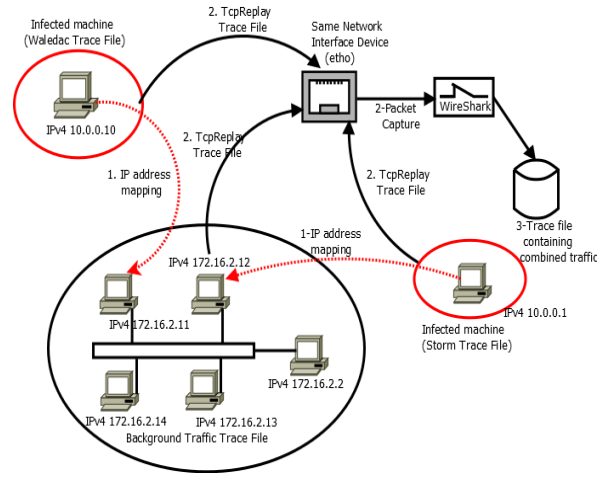 Infected machine
(Waledac Trace File)
IPv4 10.0.0.10
2. TcpReplay
Trace File
Same Network
Interface Device
(etho)
2-Packet
Capture
WireShark
3-Trace file
containing
combined traffic
2. TcpReplay
Trace File
2. TcpReplay
Trace File
1. IP address
mapping
1-IP address
mapping
IPv4 172.16.2.12
IPv4 172.16.2.11
IPv4 10.0.0.1
Infected machine
(Storm Trace File)
IPv4 172.16.2.2
IPv4 172.16.2.14
IPv4 172.16.2.13
Background Traffic Trace File